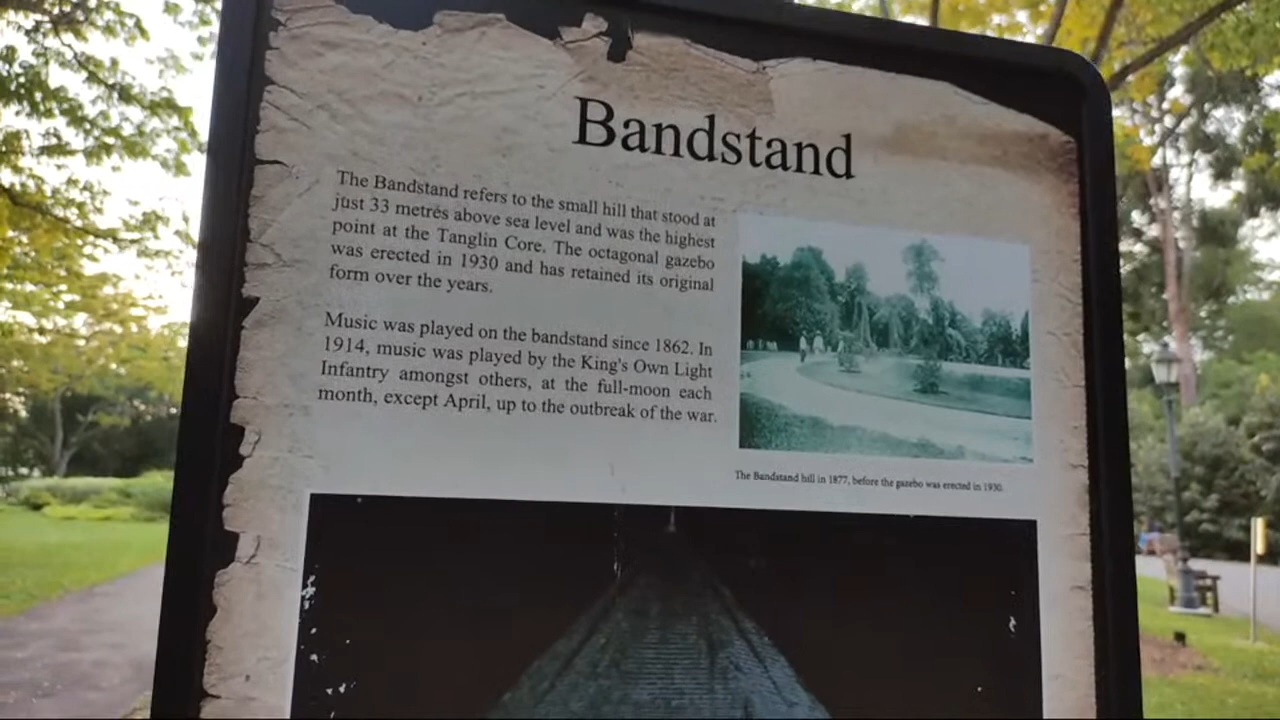 Bandstand
The Bandstand refers to the small hill that stood at
just 33 metres above sea level and was the highest
point at the Tanglin Core. The octagonal gazebo
was erected in 1930 and has retained its original
form over the years.
Music was played on the bandstand since 1862. In
1914, music was played by the King's Own Light
Infantry amongst others, at the full-moon each
month, except April, up to the outbreak of the war.
The Bandstand hill in 1877, before the gazebo was erected in 1930.